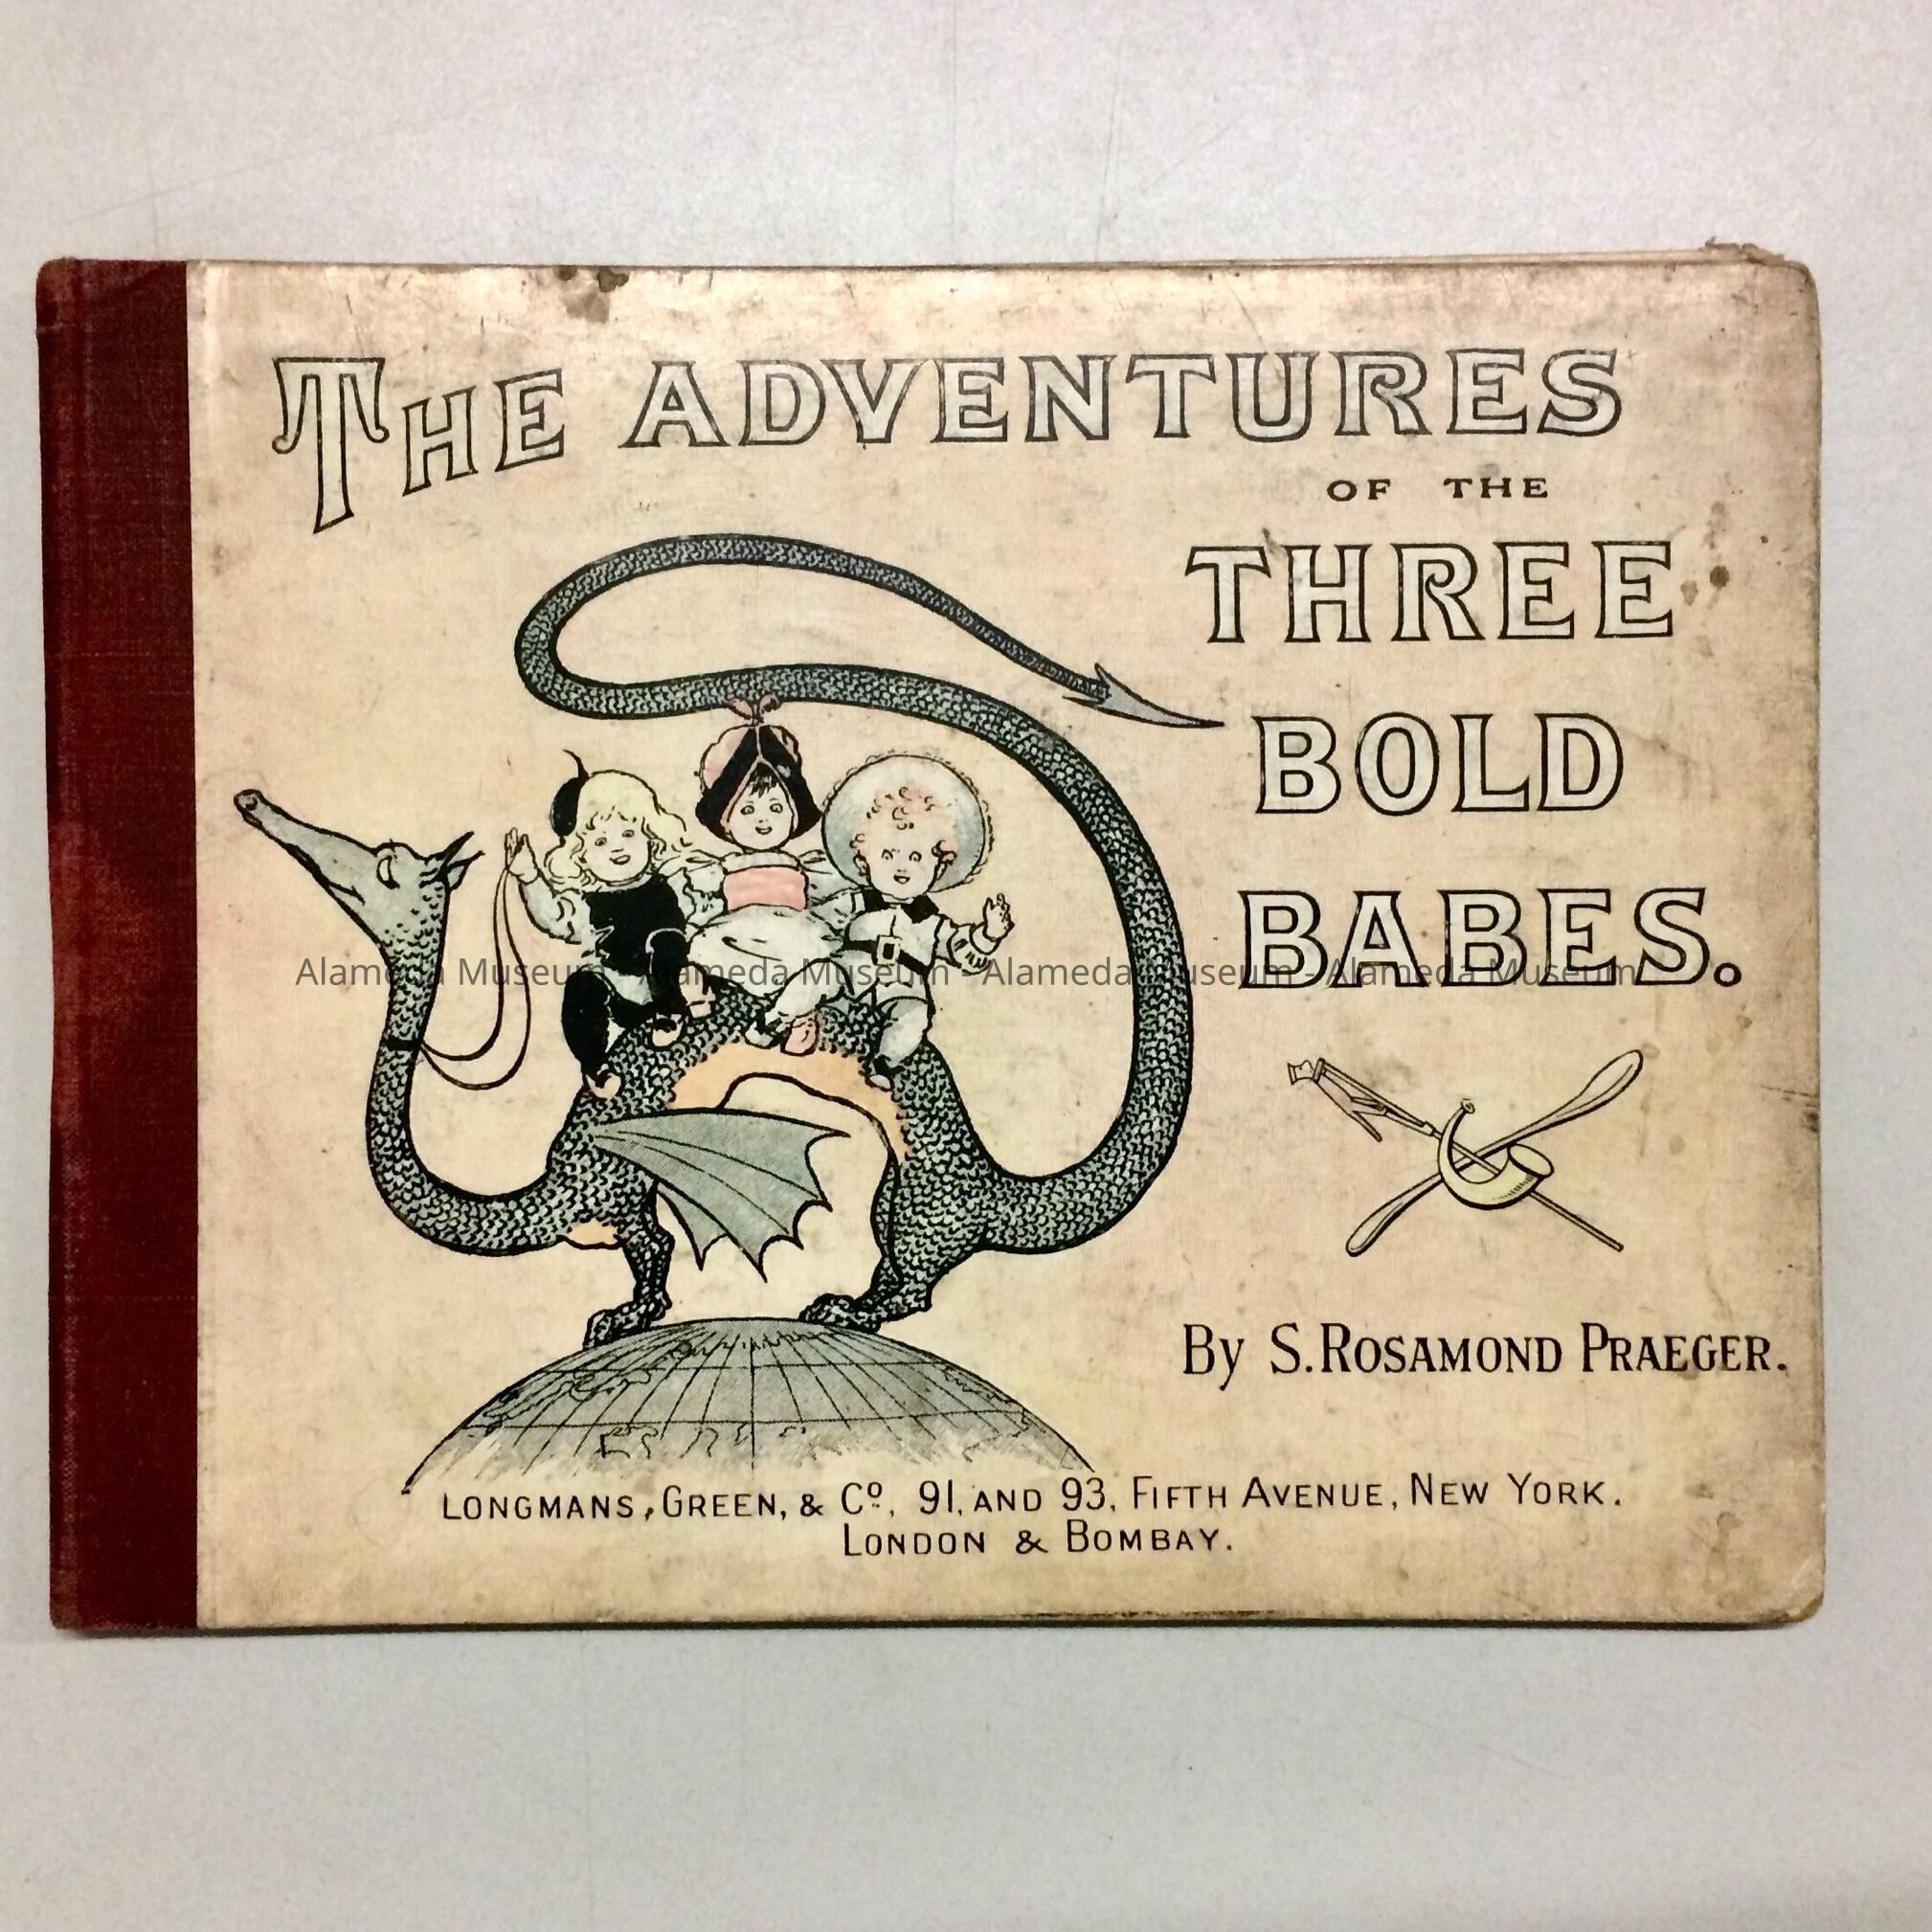 THE ADVENTURES
OF THE
THREE
BOLD
BABES.
Alameda Museum - Alameda Museum - Alameda Museum - Alameda Museum
By S. ROSAMOND PRAEGER.
LONGMANS, GREEN, & Cº, 91, AND 93, FIFTH AVENUE, NEW YORK.
LONDON & BOMBAY.